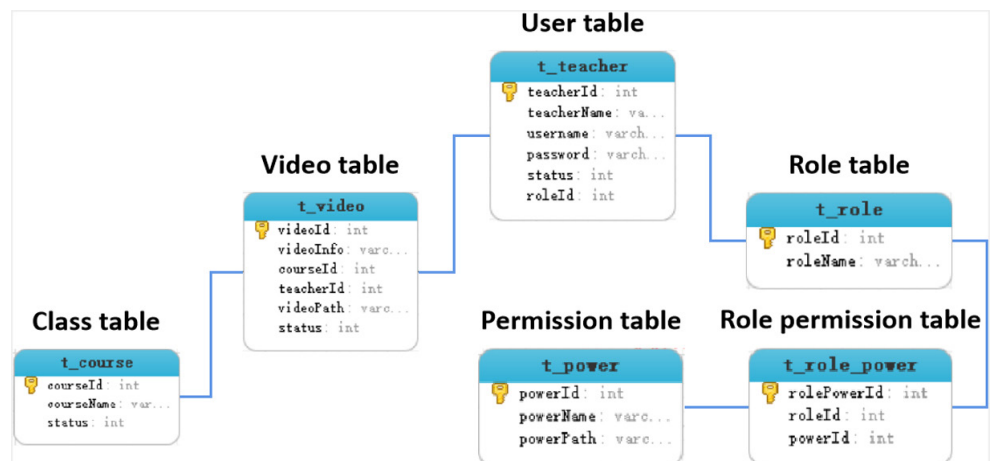 User table
t_teacher
teacherId: int
teacherName: va...
username: varch...
password: varch...
status: int
roleId: int
Video table
t_video
videoId: int
videoInfo: varc...
courseId: int
teacherId: int
videoPath: varc...
status: int
Role table
t_role
roleId: int
roleName: varch...
Class table
t_course
courseId: int
courseName: var...
status: int
Permission table
t_power
powerId: int
powerName: varc...
powerPath: varc...
Role permission table
t_role_power
rolePowerId: int
roleId: int
powerId: int